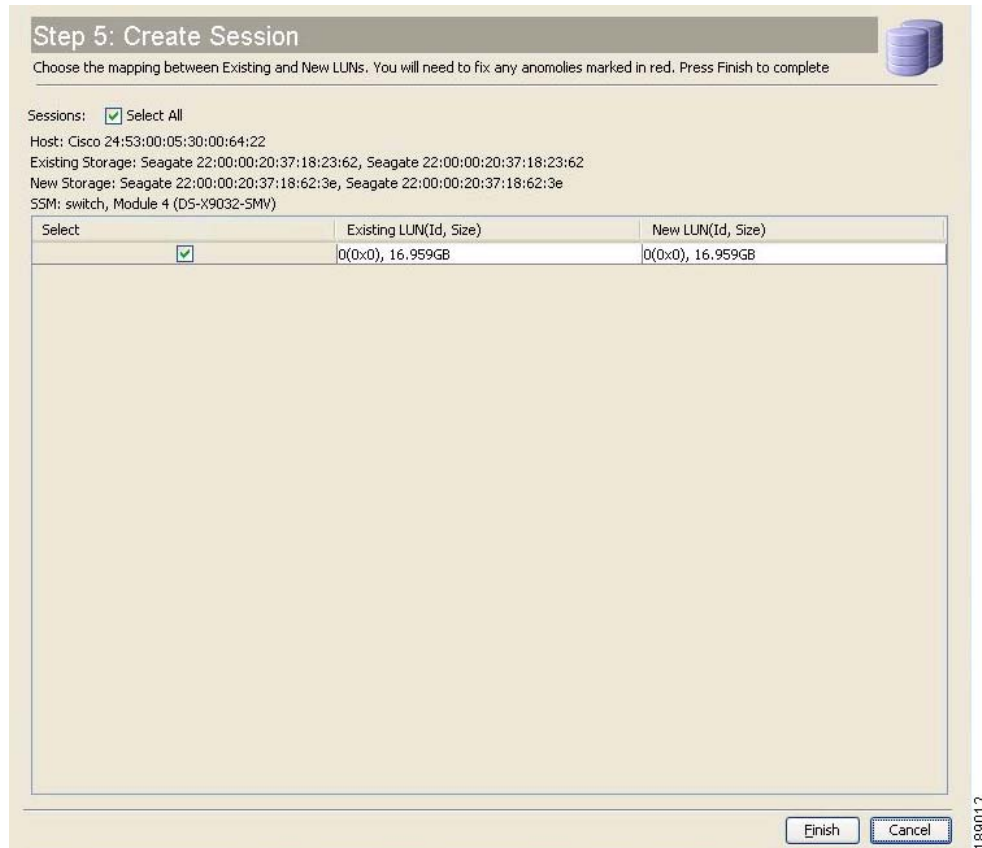 Step 5: Create Session
Choose the mapping between Existing and New LUNs. You will need to fix any anomolies marked in red. Press Finish to complete
Sessions: Select All
Host: Cisco 24:53:00:05:30:00:64:22
Existing Storage: Seagate 22:00:00:20:37:18:23:62, Seagate 22:00:00:20:37:18:23:62
New Storage: Seagate 22:00:00:20:37:18:62:3e, Seagate 22:00:00:20:37:18:62:3e
SSM: switch, Module 4 (DS-X9032-SMV)
Select Existing LUN(Id, Size) New LUN(Id, Size)
0(0x0), 16.959GB 0(0x0), 16.959GB
Finish Cancel
189012